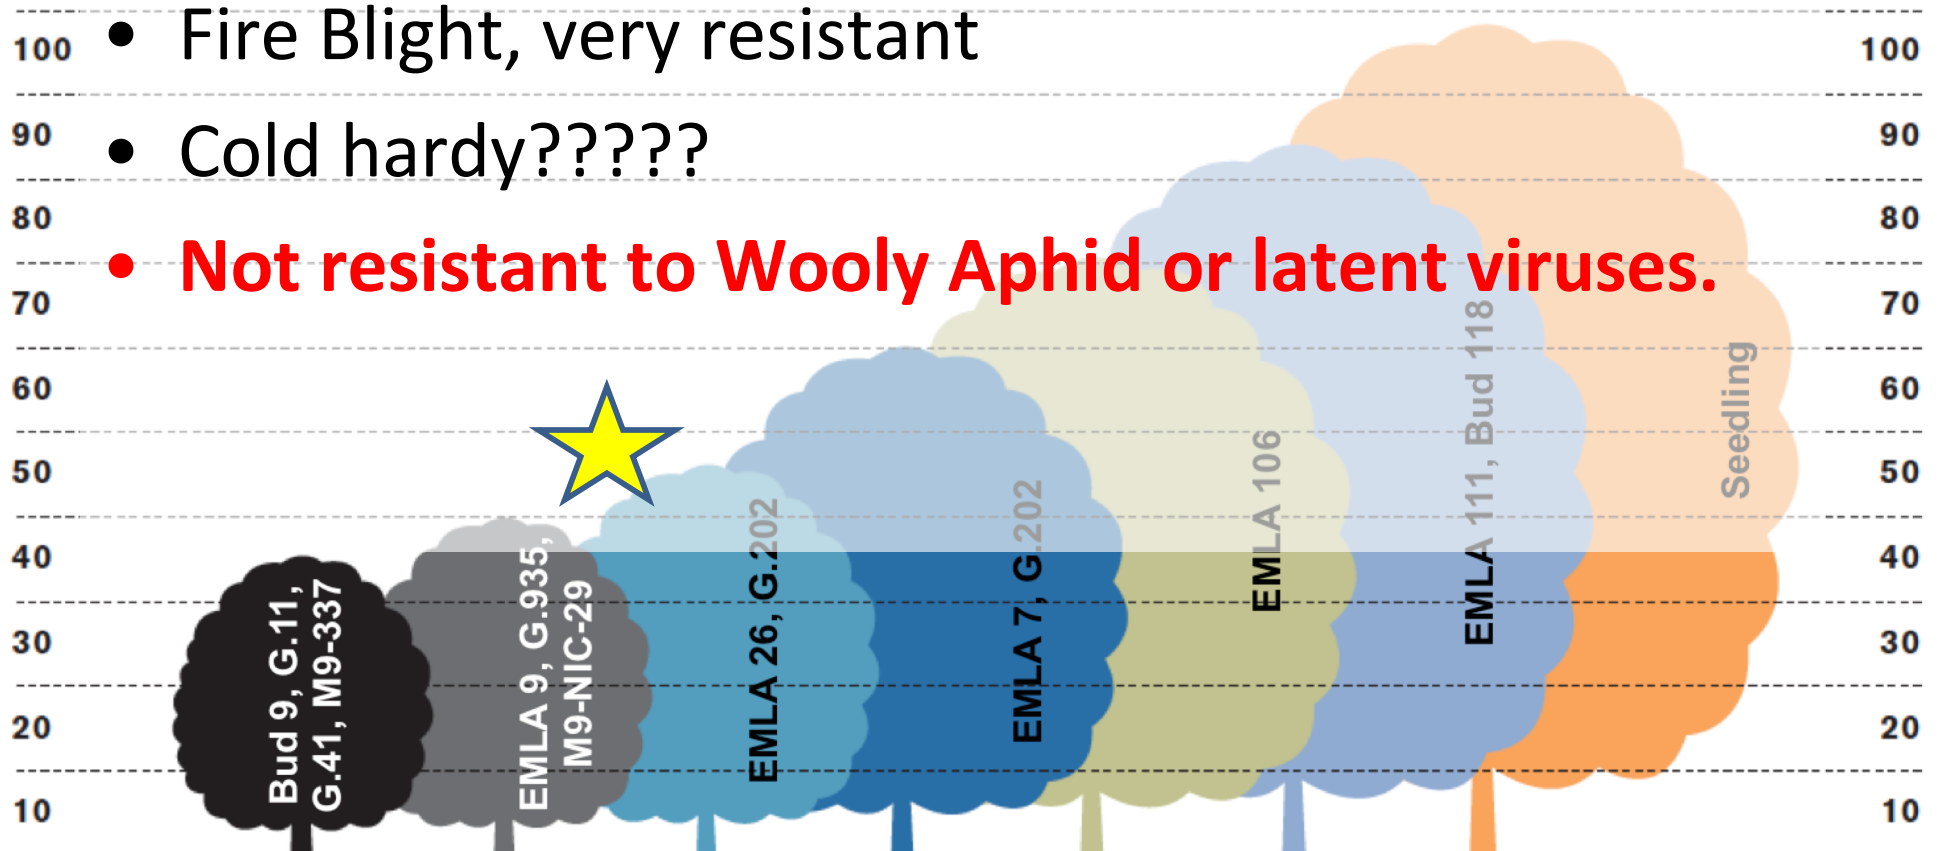 • Fire Blight, very resistant
• Cold hardy?????
• Not resistant to Wooly Aphid or latent viruses.
100
90
80
70
60
50
40
30
20
10
Bud 9, G.11,
G.41, M9-337
EMLA 9, G.935,
M9-NIC-29
EMLA 26, G.202
EMLA 7, G.202
EMLA 106
EMLA 111, Bud 118
Seedling
100
90
80
70
60
50
40
30
20
10